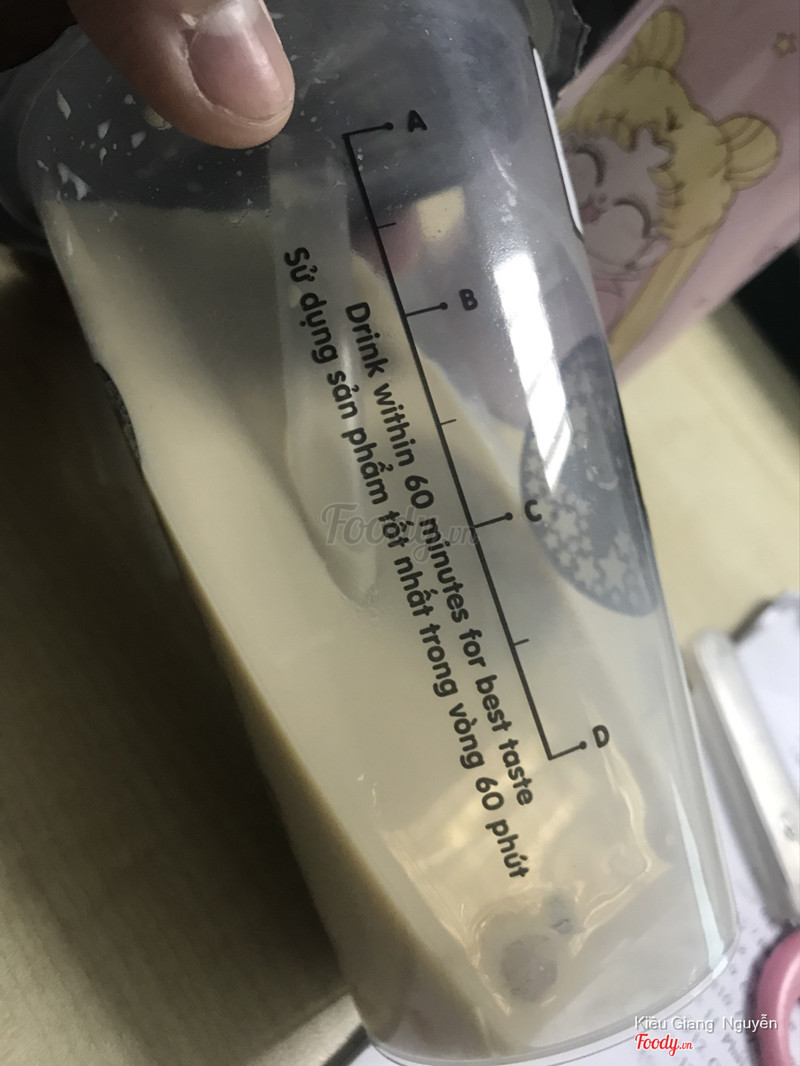 A
B
C
D
Drink within 60 minutes for best taste
Sử dụng sản phẩm tốt nhất trong vòng 60 phút
Foody.vn
Kiều Giang Nguyễn
Foody.vn